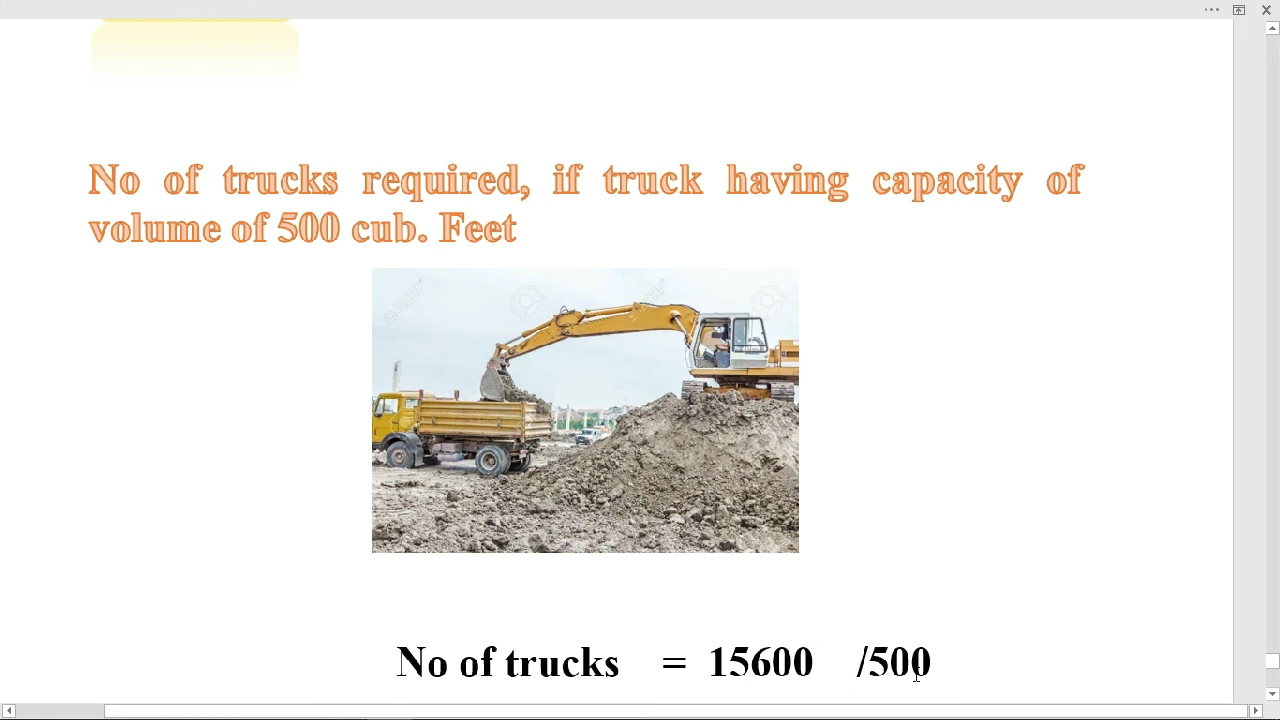 No of trucks required, if truck having capacity of
volume of 500 cub. Feet
No of trucks = 15600 /500